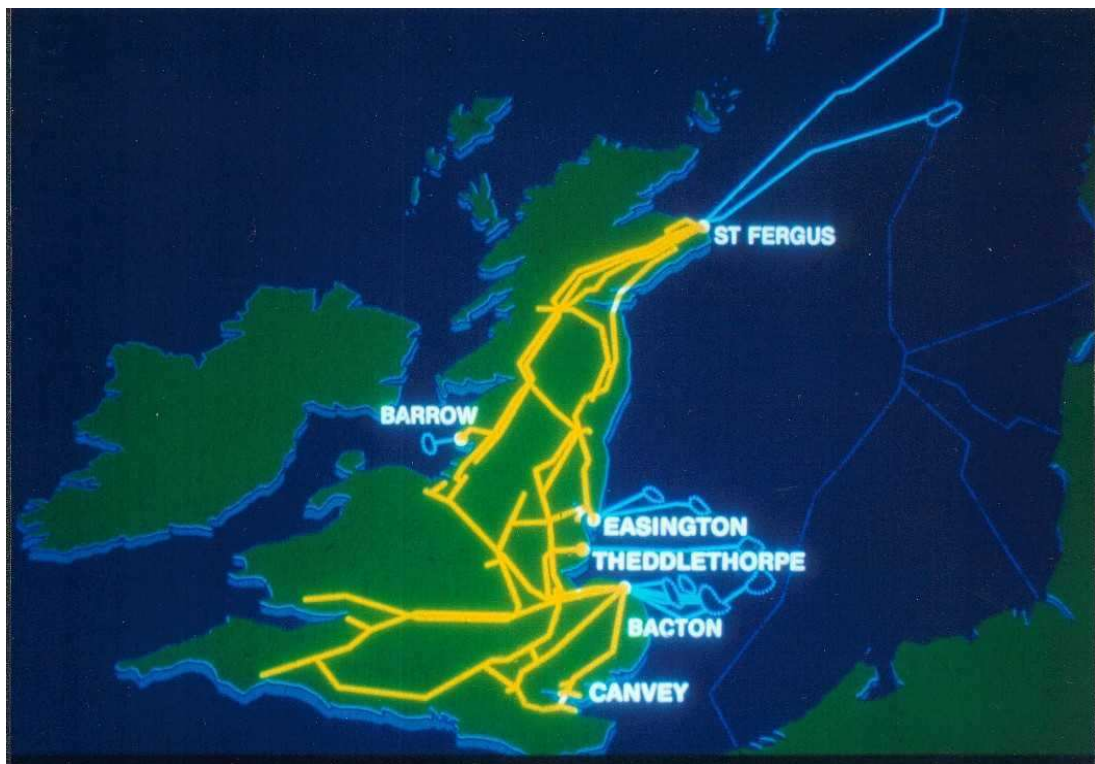 ST FERGUS
BARROW
EASINGTON
THEDDLETHORPE
BACTON
CANVEY